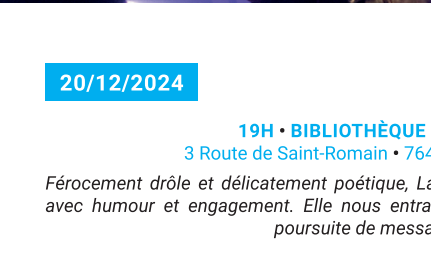 20/12/2024
19H • BIBLIOTHÈQUE
3 Route de Saint-Romain • 764
Férocement drôle et délicatement poétique, La
avec humour et engagement. Elle nous entra
poursuite de messa